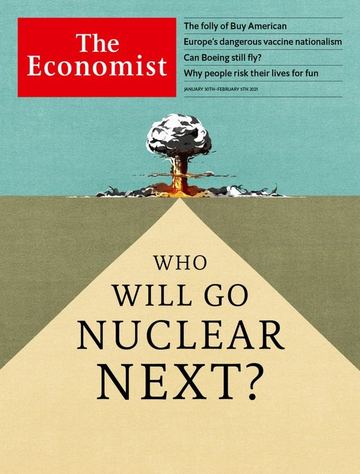 The
Economist
The folly of Buy American
Europe's dangerous vaccine nationalism
Can Boeing still fly?
Why people risk their lives for fun
JANUARY 30TH–FEBRUARY 5TH 2021
WHO
WILL GO
NUCLEAR
NEXT?